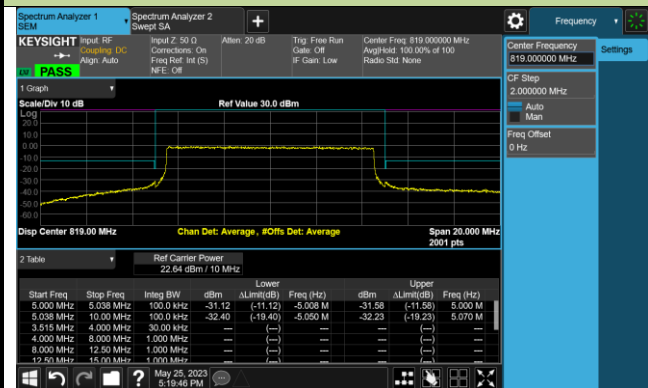 Spectrum Analyzer 1
SEM
Spectrum Analyzer 2
Swept SA
Frequency
KEYSIGHT
Input: RF
Coupling: DC
Align: Auto
Input Z: 50 Ω
Corrections: On
Freq Ref: Int (S)
NFE: Off
Atten: 20 dB
Trig: Free Run
Gate: Off
IF Gain: Low
Center Freq: 819.000000 MHz
Avg|Hold: 100.00% of 100
Radio Std: None
PASS
Center Frequency
819.000000 MHz
Settings
CF Step
2.000000 MHz
Auto
Man
Freq Offset
0 Hz
1 Graph
Scale/Div 10 dB
Ref Value 30.0 dBm
Log
20.0
10.0
0.00
-10.0
-20.0
-30.0
-40.0
-50.0
-60.0
Disp Center 819.00 MHz
Chan Det: Average, #Offs Det: Average
Span 20.000 MHz
2001 pts
2 Table
Ref Carrier Power
22.64 dBm / 10 MHz
Lower Upper
Start Freq Stop Freq Integ BW dBm ΔLimit(dB) Freq (Hz) dBm ΔLimit(dB) Freq (Hz)
5.000 MHz 5.038 MHz 100.0 kHz -31.12 (-11.12) -5.008 M -31.58 (-11.58) 5.000 M
5.038 MHz 10.00 MHz 100.0 kHz -32.40 (-19.40) -5.050 M -32.23 (-19.23) 5.070 M
3.515 MHz 4.000 MHz 30.00 kHz --- (---) --- --- (---) ---
4.000 MHz 8.000 MHz 1.000 MHz --- (---) --- --- (---) ---
8.000 MHz 12.50 MHz 1.000 MHz --- (---) --- --- (---) ---
12.50 MHz 15.00 MHz 1.000 MHz --- (---) --- --- (---) ---
May 25, 2023
5:19:46 PM